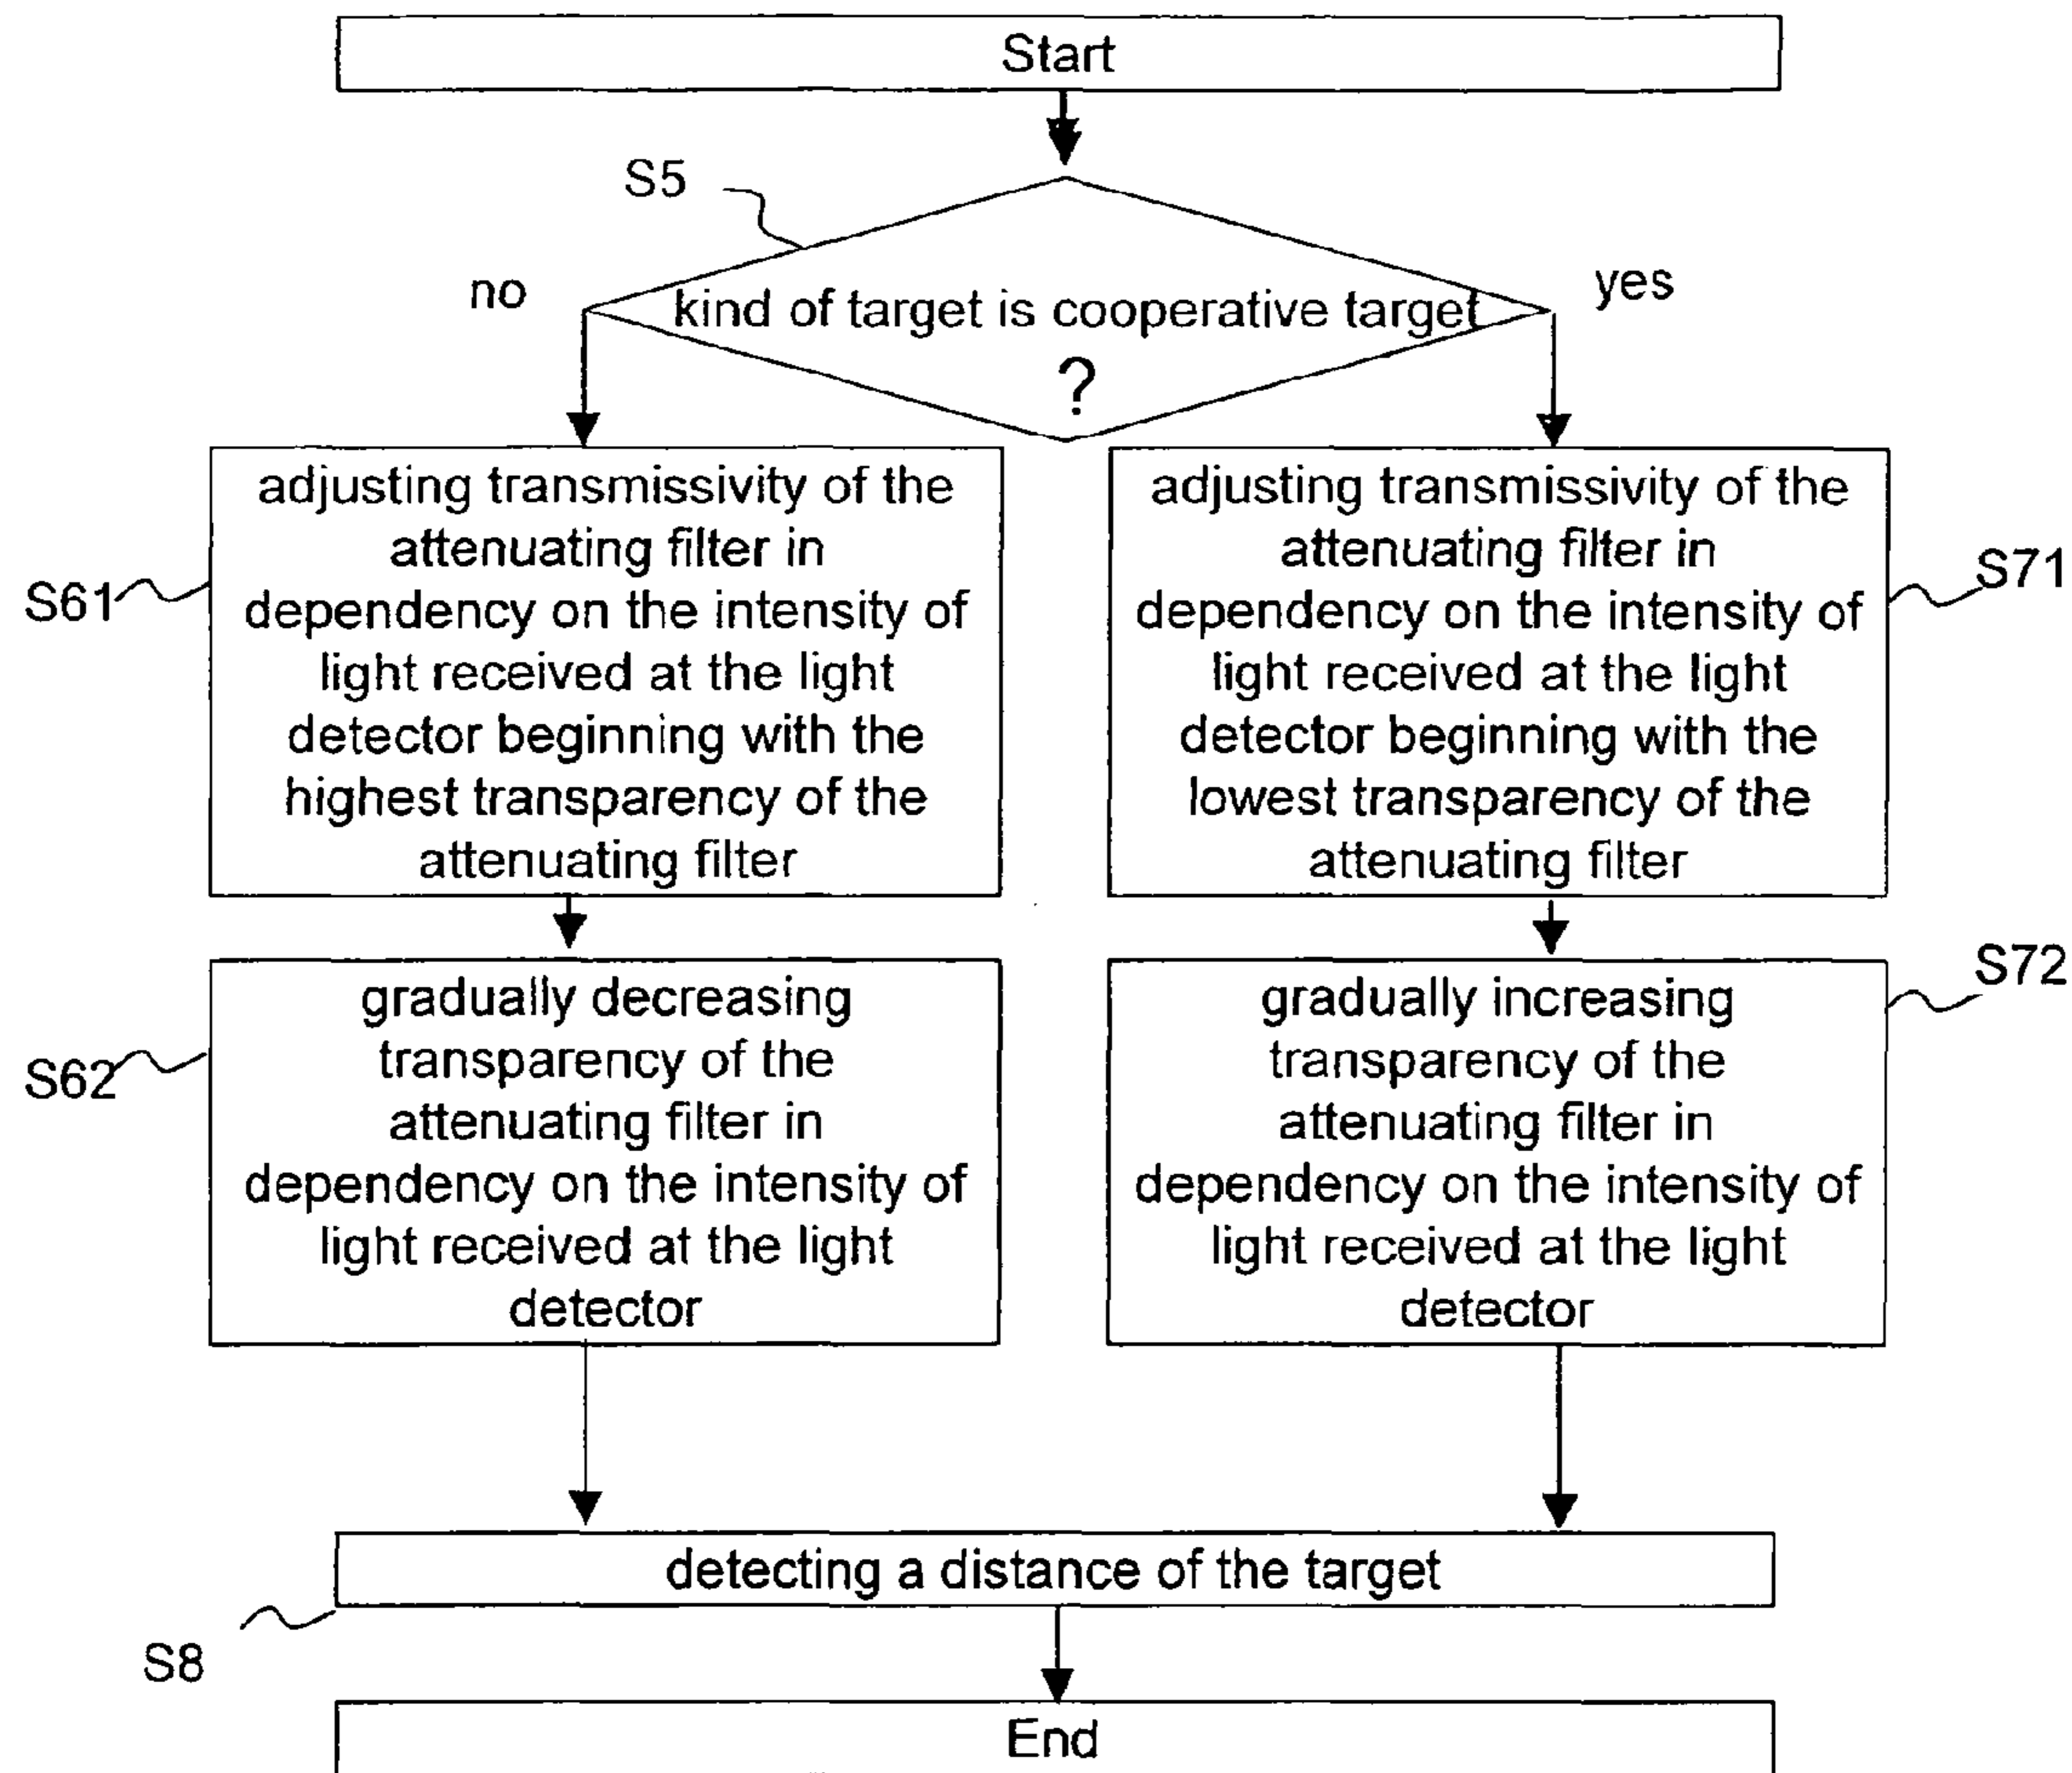 Start
S5
no
yes
kind of target is cooperative target
?
adjusting transmissivity of the
attenuating filter in
dependency on the intensity of
light received at the light
detector beginning with the
highest transparency of the
attenuating filter
S61
adjusting transmissivity of the
attenuating filter in
dependency on the intensity of
light received at the light
detector beginning with the
lowest transparency of the
attenuating filter
S71
gradually decreasing
transparency of the
attenuating filter in
dependency on the intensity of
light received at the light
detector
S62
gradually increasing
transparency of the
attenuating filter in
dependency on the intensity of
light received at the light
detector
S72
detecting a distance of the target
S8
End